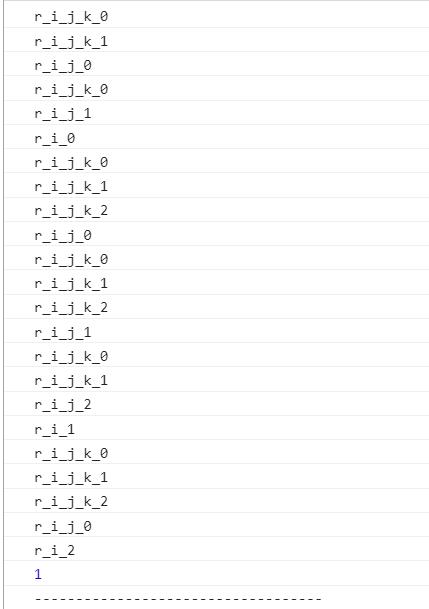 r_i_j_k_0
r_i_j_k_1
r_i_j_0
r_i_j_k_0
r_i_j_1
r_i_0
r_i_j_k_0
r_i_j_k_1
r_i_j_k_2
r_i_j_0
r_i_j_k_0
r_i_j_k_1
r_i_j_k_2
r_i_j_1
r_i_j_k_0
r_i_j_k_1
r_i_j_2
r_i_1
r_i_j_k_0
r_i_j_k_1
r_i_j_k_2
r_i_j_0
r_i_2
1
-----------------------------------